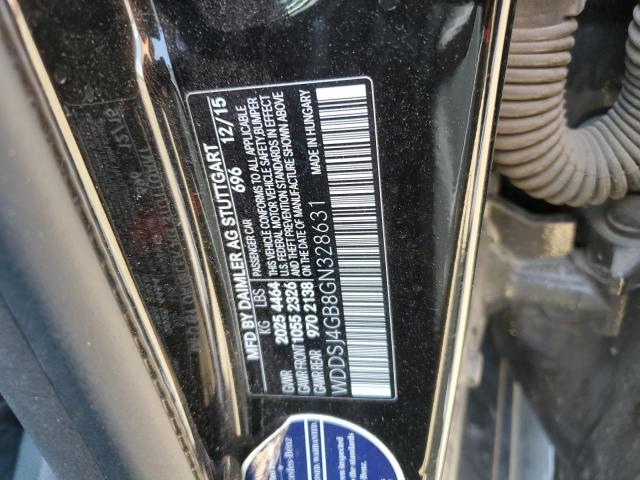 MFD BY DAIMLER AG STUTTGART 696 12/15
KG LBS PASSENGER CAR
GVWR 2025 4464 THIS VEHICLE CONFORMS TO ALL APPLICABLE
GAWR FRONT 1055 2326 U.S. FEDERAL MOTOR VEHICLE SAFETY,BUMPER
GAWR REAR 970 2138 AND THEFT PREVENTION STANDARDS IN EFFECT
ON THE DATE OF MANUFACTURE SHOWN ABOVE
MADE IN HUNGARY
WDDSJ4GB8GN328631